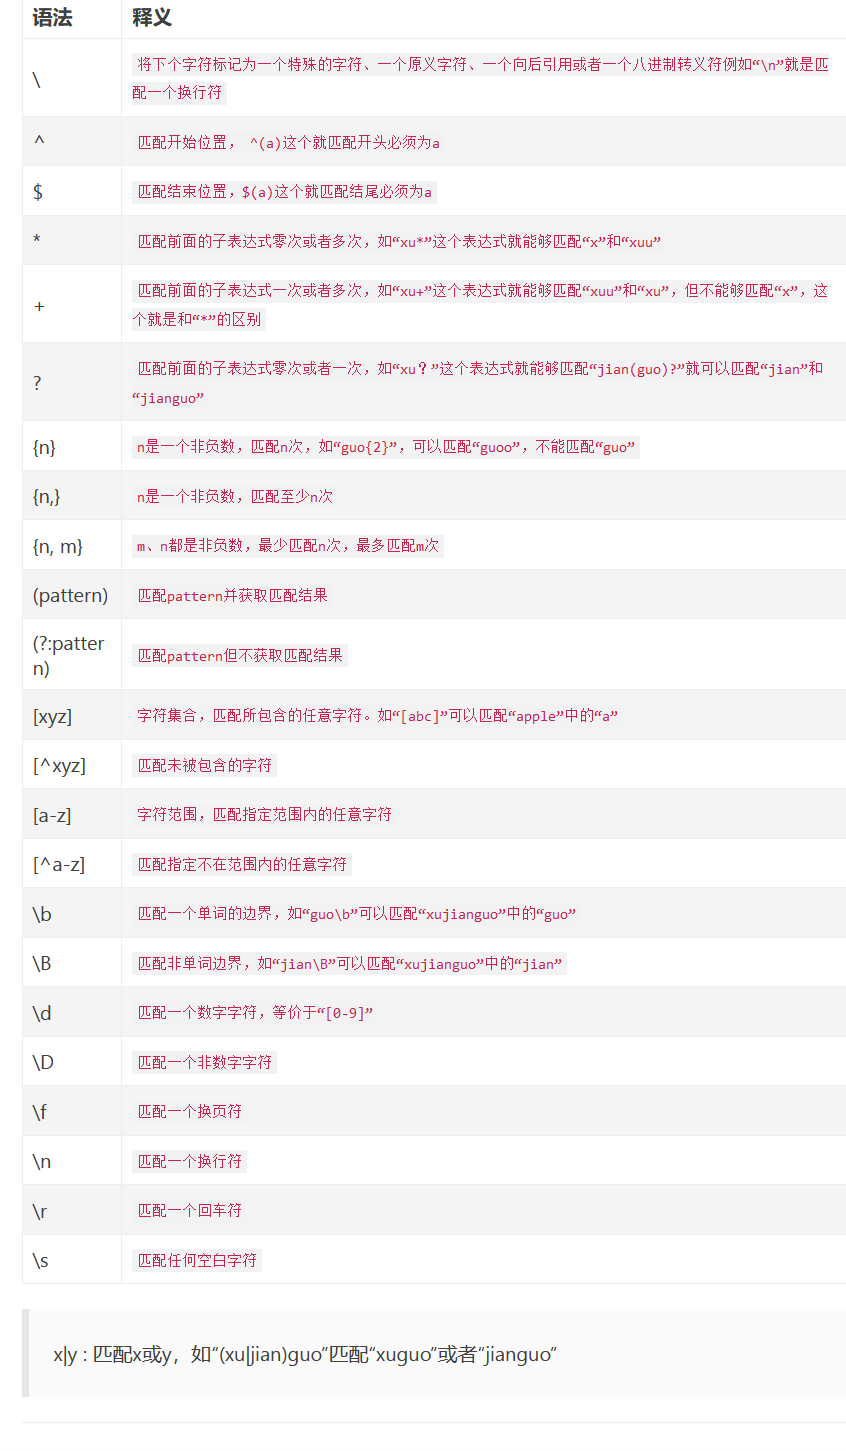 语法 释义
\ 将下个字符标记为一个特殊的字符、一个原义字符、一个向后引用或者一个八进制转义符例如“\n”就是匹
配一个换行符
^ 匹配开始位置， ^(a)这个就匹配开头必须为a
$ 匹配结束位置，$(a)这个就匹配结尾必须为a
* 匹配前面的子表达式零次或者多次，如“xu*”这个表达式就能够匹配“x”和“xuu”
+ 匹配前面的子表达式一次或者多次，如“xu+”这个表达式就能够匹配“xuu”和“xu”，但不能够匹配“x”，这
个就是和“*”的区别
? 匹配前面的子表达式零次或者一次，如“xu？”这个表达式就能够匹配“jian(guo)?”就可以匹配“jian”和
“jianguo”
{n} n是一个非负数，匹配n次，如“guo{2}”，可以匹配“guoo”，不能匹配“guo”
{n,} n是一个非负数，匹配至少n次
{n, m} m、n都是非负数，最少匹配n次，最多匹配m次
(pattern) 匹配pattern并获取匹配结果
(?:patter
n) 匹配pattern但不获取匹配结果
[xyz] 字符集合，匹配所包含的任意字符。如“[abc]”可以匹配“apple”中的“a”
[^xyz] 匹配未被包含的字符
[a-z] 字符范围，匹配指定范围内的任意字符
[^a-z] 匹配指定不在范围内的任意字符
\b 匹配一个单词的边界，如“guo\b”可以匹配“xujianguo”中的“guo”
\B 匹配非单词边界，如“jian\B”可以匹配“xujianguo”中的“jian”
\d 匹配一个数字字符，等价于“[0-9]”
\D 匹配一个非数字字符
\f 匹配一个换页符
\n 匹配一个换行符
\r 匹配一个回车符
\s 匹配任何空白字符
x|y : 匹配x或y，如“(xu|jian)guo”匹配“xuguo”或者“jianguo”